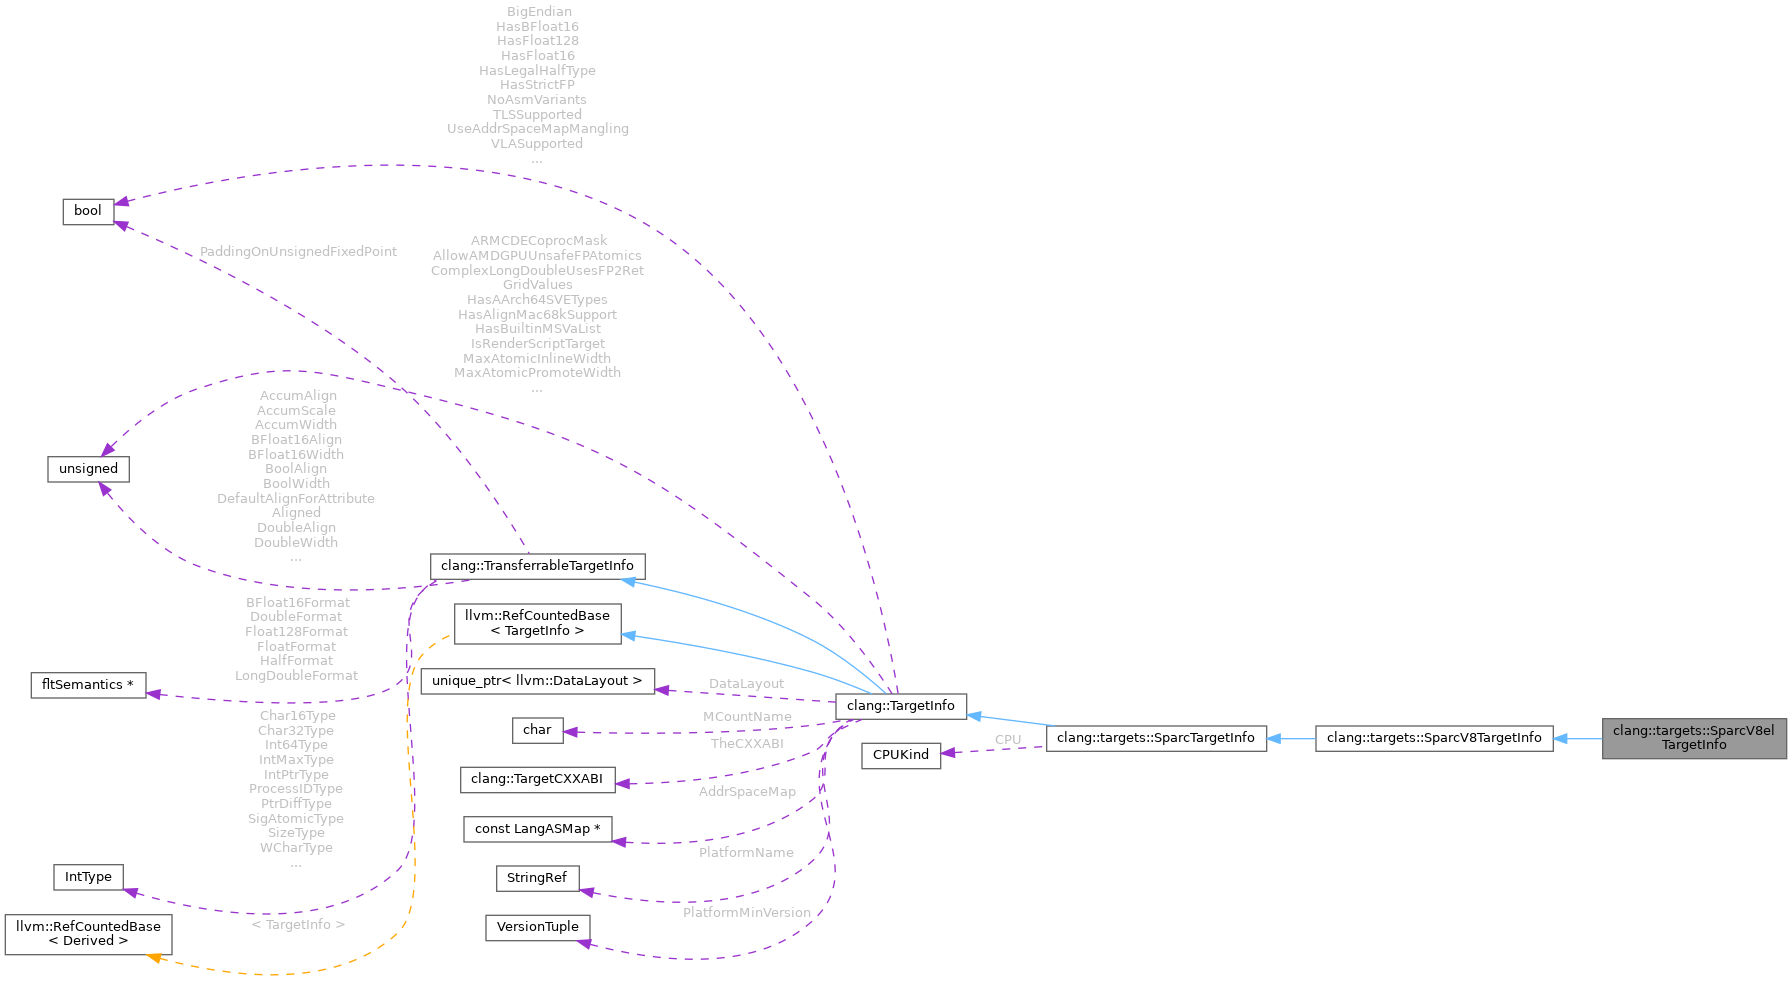 BigEndian
HasBFloat16
HasFloat128
HasFloat16
HasLegalHalfType
HasStrictFP
NoAsmVariants
TLSSupported
UseAddrSpaceMapMangling
VLASupported
...
bool
PaddingOnUnsignedFixedPoint
ARMCDECoprocMask
AllowAMDGPUUnsafeFPAtomics
ComplexLongDoubleUsesFP2Ret
GridValues
HasAArch64SVETypes
HasAlignMac68kSupport
HasBuiltinMSVaList
IsRenderScriptTarget
MaxAtomicInlineWidth
MaxAtomicPromoteWidth
...
AccumAlign
AccumScale
AccumWidth
BFloat16Align
BFloat16Width
BoolAlign
BoolWidth
DefaultAlignForAttribute
Aligned
DoubleAlign
DoubleWidth
...
unsigned
clang::TransferrableTargetInfo
BFloat16Format
DoubleFormat
Float128Format
FloatFormat
HalfFormat
LongDoubleFormat
llvm::RefCountedBase
< TargetInfo >
fltSemantics *
unique_ptr< llvm::DataLayout >
DataLayout
clang::TargetInfo
Char16Type
Char32Type
Int64Type
IntMaxType
IntPtrType
ProcessIDType
PtrDiffType
SigAtomicType
SizeType
WCharType
...
char
MCountName
TheCXXABI
CPUKind
CPU
clang::targets::SparcTargetInfo
clang::targets::SparcV8TargetInfo
clang::targets::SparcV8el
TargetInfo
clang::TargetCXXABI
AddrSpaceMap
const LangASMap *
PlatformName
IntType
StringRef
PlatformMinVersion
llvm::RefCountedBase
< Derived >
< TargetInfo >
VersionTuple